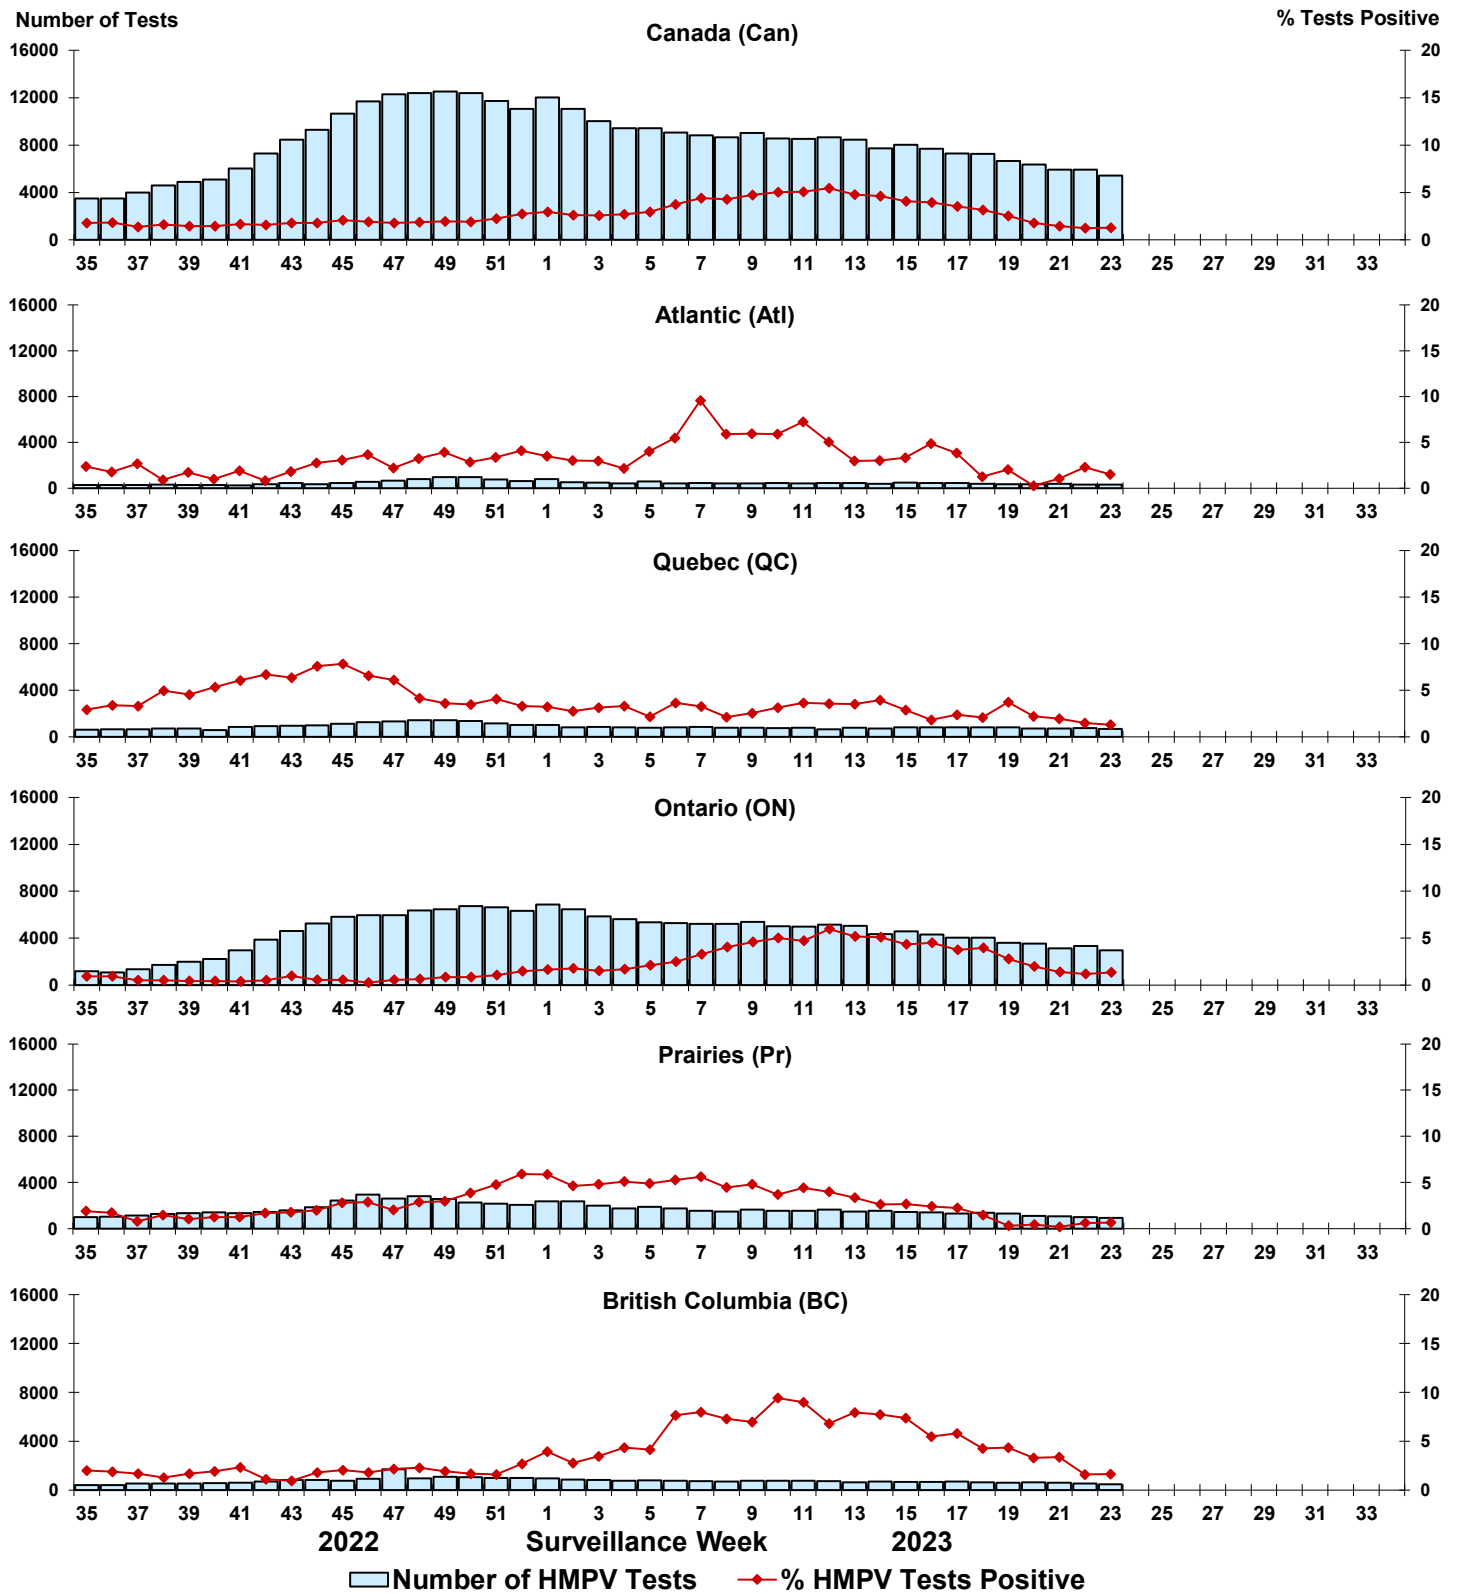 Number of Tests
% Tests Positive
Canada (Can)
16000 20
12000 15
8000 10
4000 5
0 0
35 37 39 41 43 45 47 49 51 1 3 5 7 9 11 13 15 17 19 21 23 25 27 29 31 33
Atlantic (Atl)
16000 20
12000 15
8000 10
4000 5
0 0
35 37 39 41 43 45 47 49 51 1 3 5 7 9 11 13 15 17 19 21 23 25 27 29 31 33
Quebec (QC)
16000 20
12000 15
8000 10
4000 5
0 0
35 37 39 41 43 45 47 49 51 1 3 5 7 9 11 13 15 17 19 21 23 25 27 29 31 33
Ontario (ON)
16000 20
12000 15
8000 10
4000 5
0 0
35 37 39 41 43 45 47 49 51 1 3 5 7 9 11 13 15 17 19 21 23 25 27 29 31 33
Prairies (Pr)
16000 20
12000 15
8000 10
4000 5
0 0
35 37 39 41 43 45 47 49 51 1 3 5 7 9 11 13 15 17 19 21 23 25 27 29 31 33
British Columbia (BC)
16000 20
12000 15
8000 10
4000 5
0 0
35 37 39 41 43 45 47 49 51 1 3 5 7 9 11 13 15 17 19 21 23 25 27 29 31 33
2022 Surveillance Week 2023
Number of HMPV Tests % HMPV Tests Positive